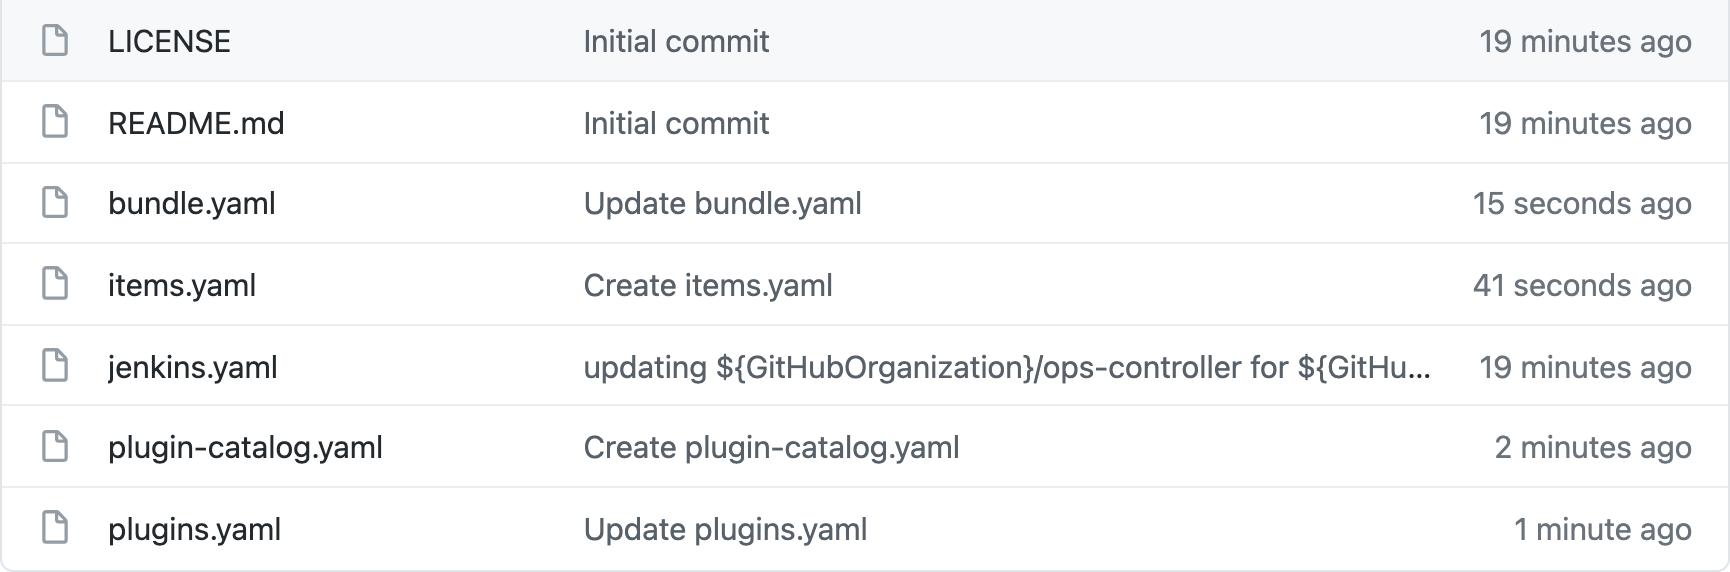 LICENSE Initial commit 19 minutes ago
README.md Initial commit 19 minutes ago
bundle.yaml Update bundle.yaml 15 seconds ago
items.yaml Create items.yaml 41 seconds ago
jenkins.yaml updating ${GitHubOrganization}/ops-controller for ${GitHu... 19 minutes ago
plugin-catalog.yaml Create plugin-catalog.yaml 2 minutes ago
plugins.yaml Update plugins.yaml 1 minute ago